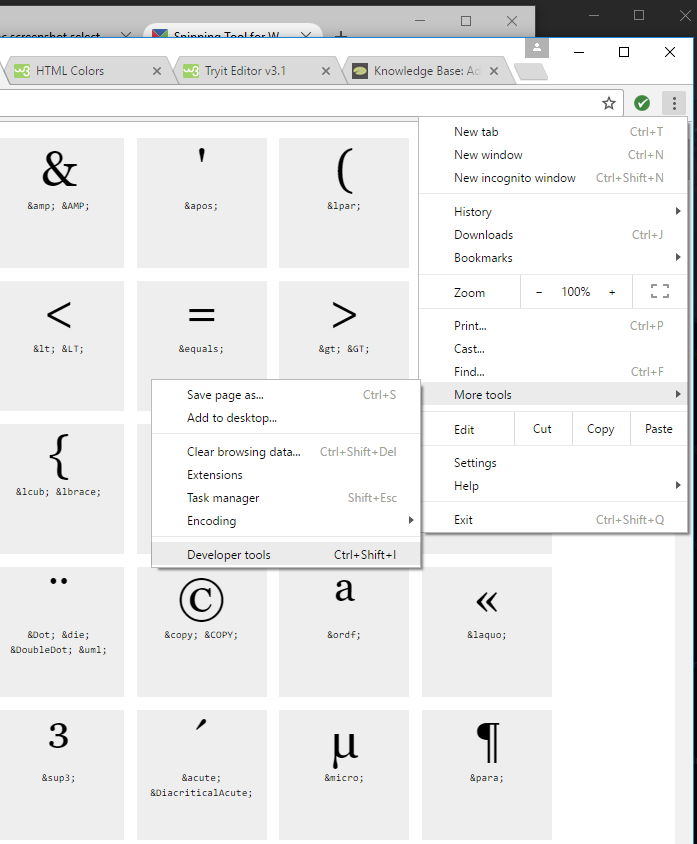 s screenshot select
Snipping Tool for W
HTML Colors
Tryit Editor v3.1
Knowledge Base: Ad
New tab Ctrl+T
New window Ctrl+N
New incognito window Ctrl+Shift+N
History
Downloads Ctrl+J
Bookmarks
Zoom - 100% +
Print... Ctrl+P
Cast...
Find... Ctrl+F
More tools
Edit Cut Copy Paste
Settings
Help
Exit Ctrl+Shift+Q
Save page as... Ctrl+S
Add to desktop...
Clear browsing data... Ctrl+Shift+Del
Extensions
Task manager Shift+Esc
Encoding
Developer tools Ctrl+Shift+I
& ' (
&amp; &AMP; &apos; &lpar;
< = >
&lt; &LT; &equals; &gt; &GT;
{
&lcub; &lbrace;
¨ © ª «
&Dot; &die; &copy; &COPY; &ordf; &laquo;
&DoubleDot; &uml;
³ ´ µ ¶
&sup3; &acute; &micro; &para;
&DiacriticalAcute;